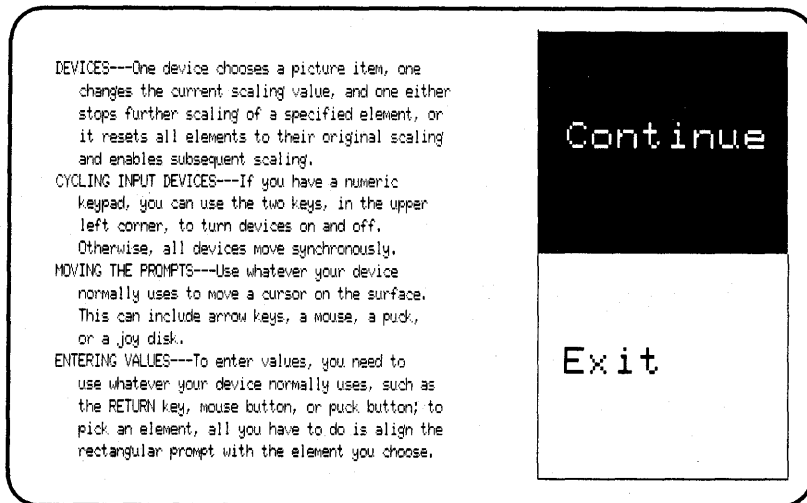 DEVICES---One device chooses a picture item, one
changes the current scaling value, and one either
stops further scaling of a specified element, or
it resets all elements to their original scaling
and enables subsequent scaling.
CYCLING INPUT DEVICES---If you have a numeric
keypad, you can use the two keys, in the upper
left corner, to turn devices on and off.
Otherwise, all devices move synchronously.
MOVING THE PROMPTS---Use whatever your device
normally uses to move a cursor on the surface.
This can include arrow keys, a mouse, a puck,
or a joy disk.
ENTERING VALUES---To enter values, you need to
use whatever your device normally uses, such as
the RETURN key, mouse button, or puck button; to
pick an element, all you have to do is align the
rectangular prompt with the element you choose.
Continue
Exit